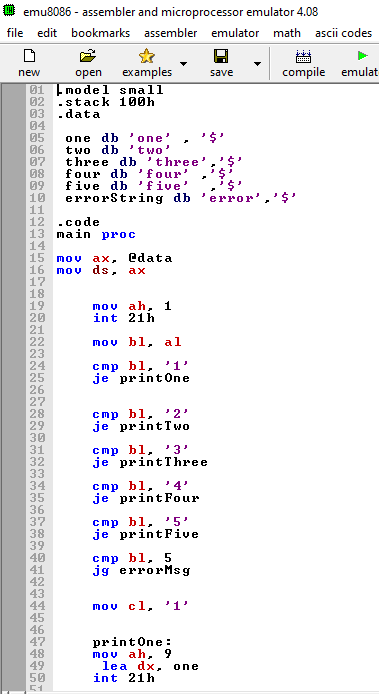 emu8086 - assembler and microprocessor emulator 4.08
file edit bookmarks assembler emulator math ascii codes
new open examples save compile emulat
01 .model small
02 .stack 100h
03 .data
04
05 one db 'one' , '$'
06 two db 'two'
07 three db 'three','$'
08 four db 'four' ,'$'
09 five db 'five'  ,'$'
10 errorString db 'error','$'
11
12 .code
13 main proc
14
15 mov ax, @data
16 mov ds, ax
17
18
19 mov ah, 1
20 int 21h
21
22 mov bl, al
23
24 cmp bl, '1'
25 je printOne
26
27
28 cmp bl, '2'
29 je printTwo
30
31 cmp bl, '3'
32 je printThree
33
34 cmp bl, '4'
35 je printFour
36
37 cmp bl, '5'
38 je printFive
39
40 cmp bl, 5
41 jg errorMsg
42
43
44 mov cl, '1'
45
46
47 printOne:
48 mov ah, 9
49 lea dx, one
50 int 21h
51